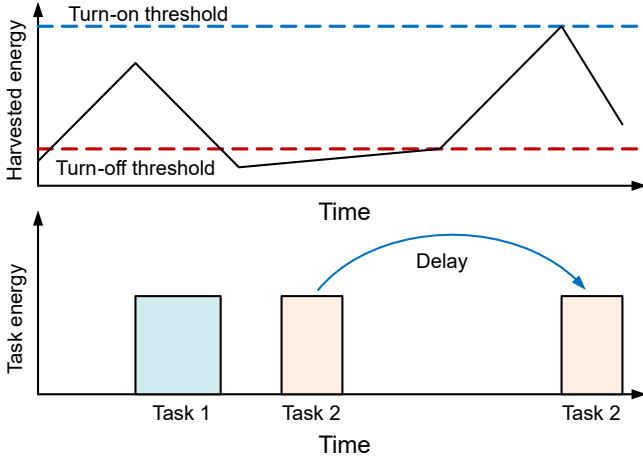 Turn-on threshold
Harvested energy
Turn-off threshold
Time
Delay
Task energy
Task 1
Task 2
Task 2
Time